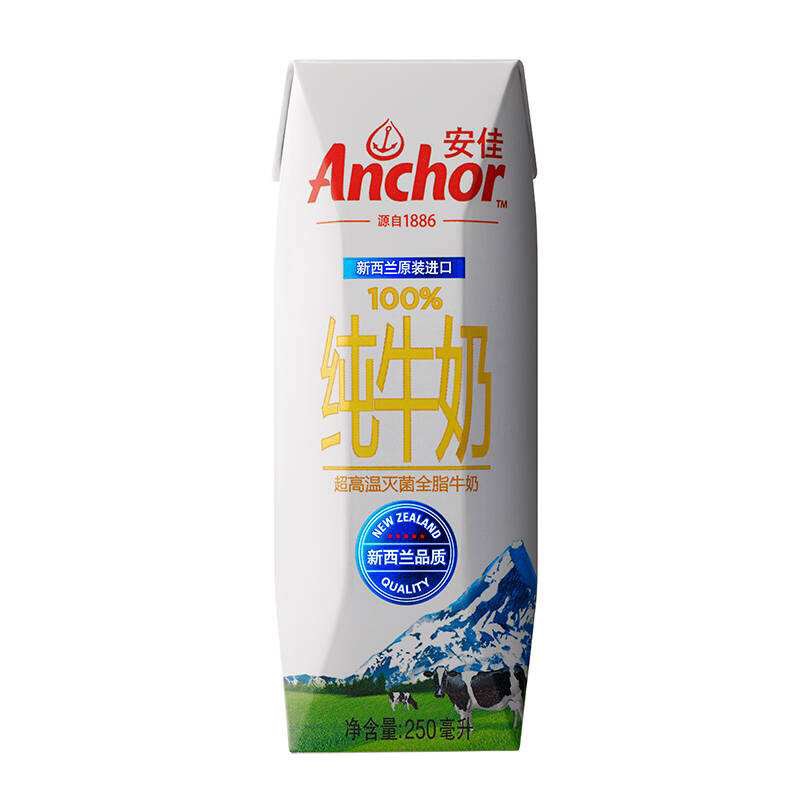 安佳
Anchor™
源自1886
新西兰原装进口
100%
纯牛奶
超高温灭菌全脂牛奶
NEW ZEALAND
新西兰品质
QUALITY
净含量:250毫升